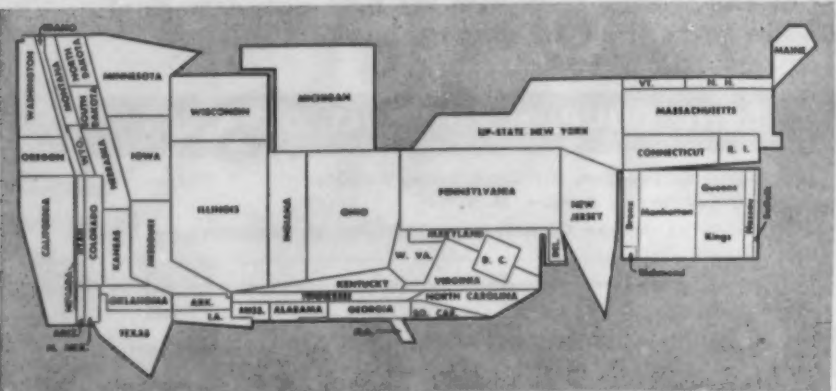 IDAHO
WASHINGTON
MONTANA
NORTH DAKOTA
SOUTH DAKOTA
MINNESOTA
WISCONSIN
MICHIGAN
MAINE
VT.
N. H.
MASSACHUSETTS
UP-STATE NEW YORK
CONNECTICUT
R. I.
OREGON
WYO.
NEBRASKA
IOWA
ILLINOIS
INDIANA
OHIO
PENNSYLVANIA
NEW JERSEY
Bronx
Manhattan
Queens
Kings
Nassau
Suffolk
Richmond
CALIFORNIA
NEVADA
UTAH
COLORADO
KANSAS
MISSOURI
MARYLAND
W. VA.
D. C.
DEL.
KENTUCKY
VIRGINIA
TENNESSEE
NORTH CAROLINA
OKLAHOMA
ARK.
LA.
MISS.
ALABAMA
GEORGIA
SO. CAR.
FLA.
TEXAS
ARIZ.
N. MEX.